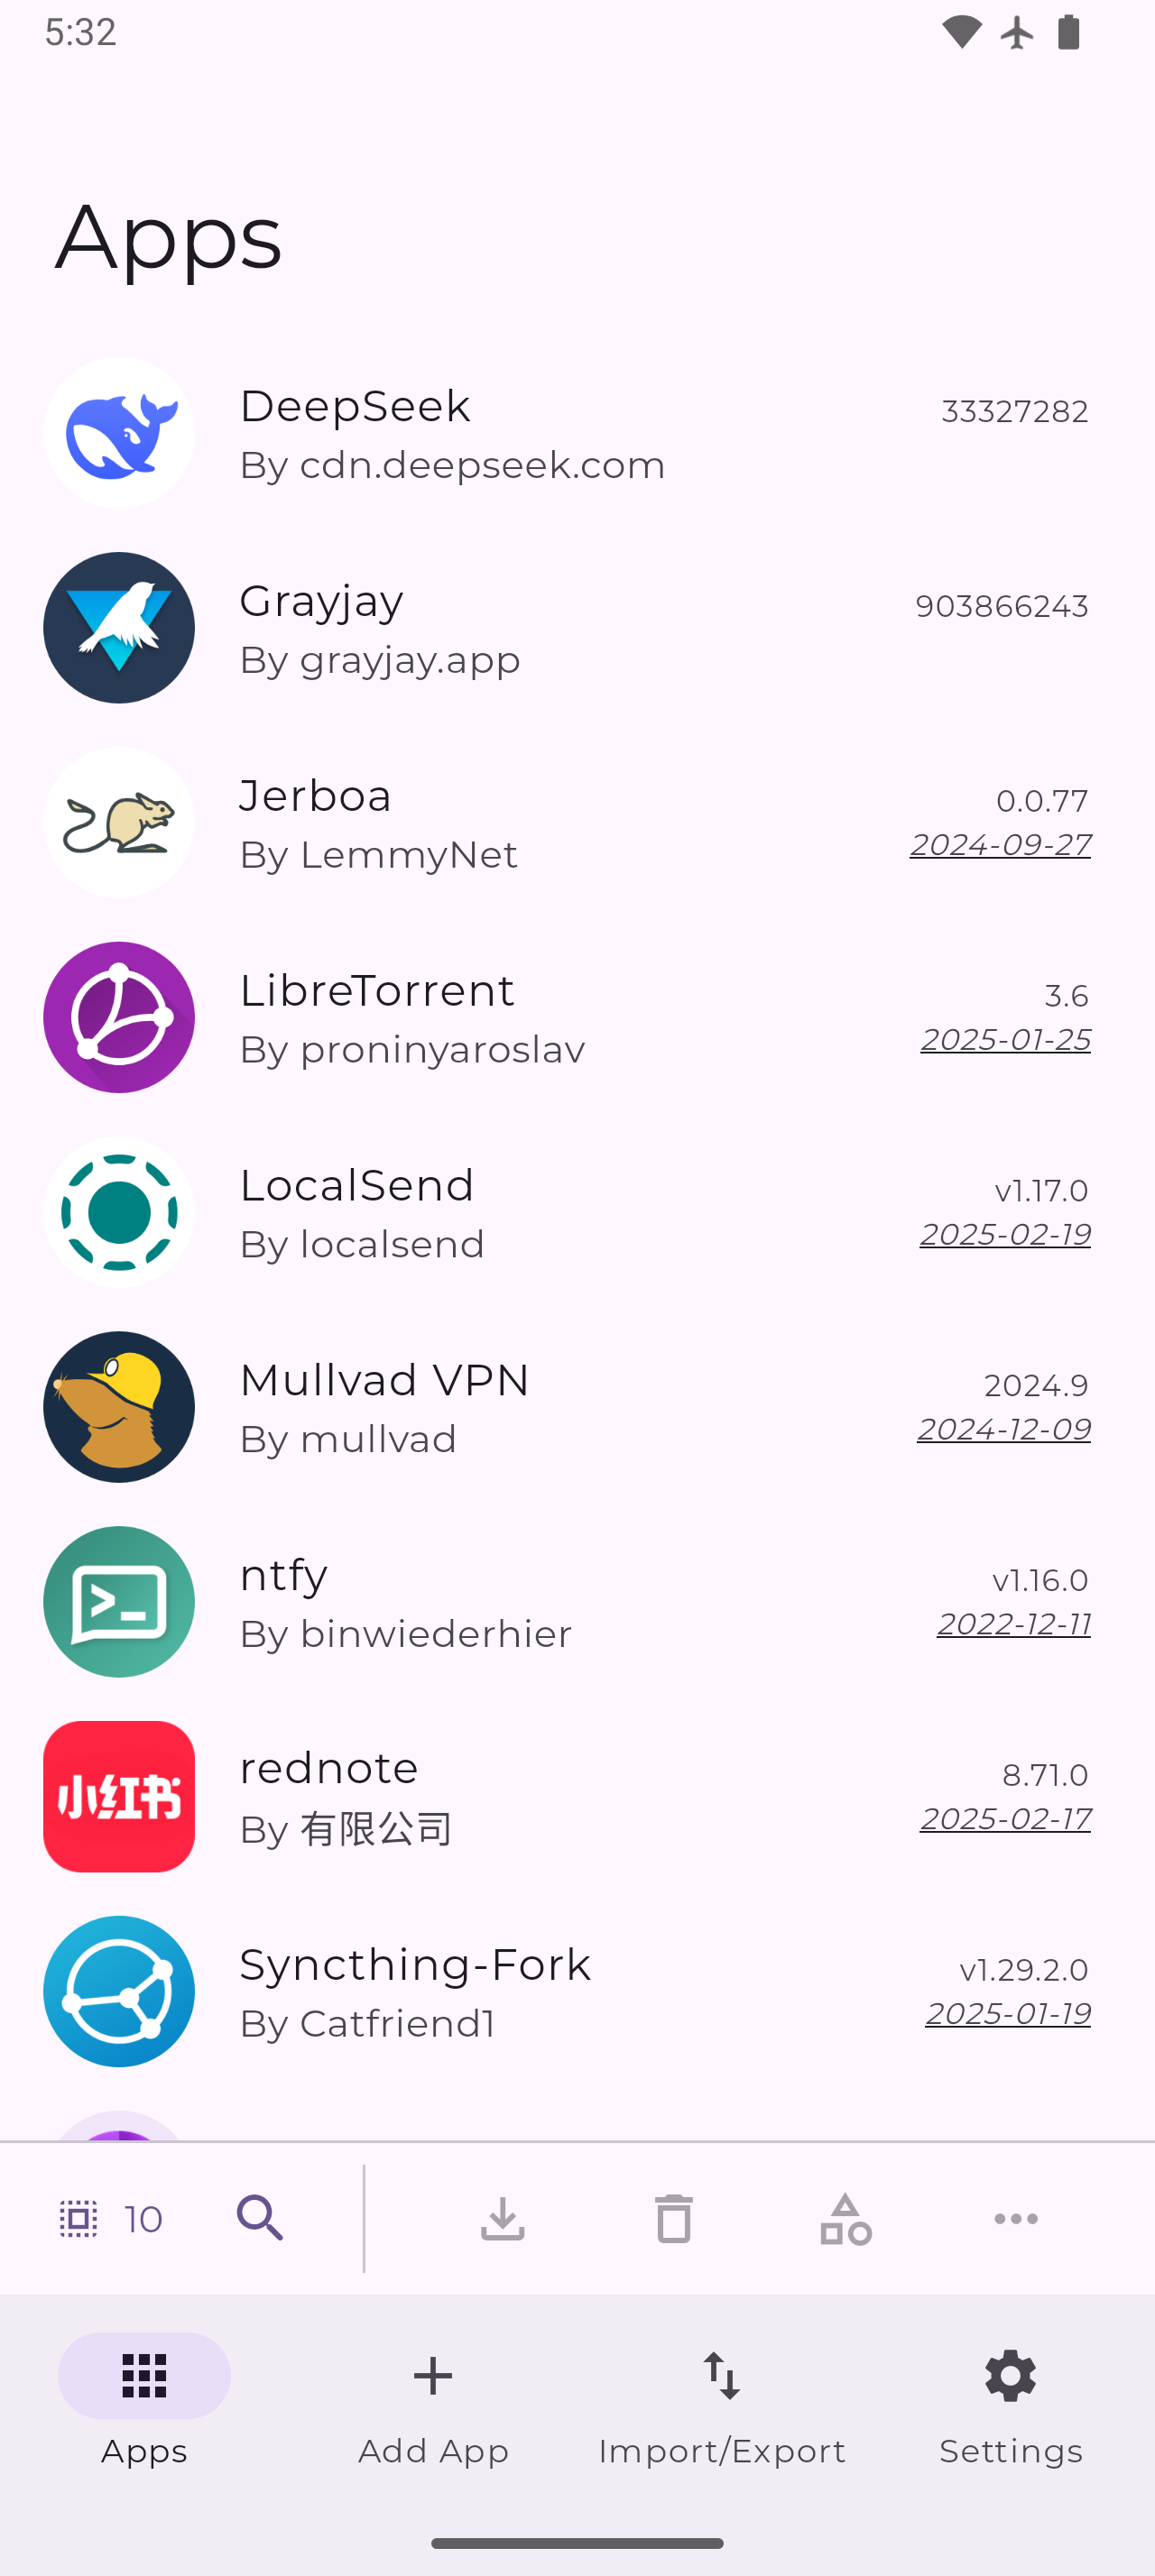 5:32
Apps
DeepSeek
33327282
By cdn.deepseek.com
Grayjay
903866243
By grayjay.app
Jerboa
0.0.77
By LemmyNet
2024-09-27
LibreTorrent
3.6
By proninyaroslav
2025-01-25
LocalSend
v1.17.0
By localsend
2025-02-19
Mullvad VPN
2024.9
By mullvad
2024-12-09
ntfy
v1.16.0
By binwiederhier
2022-12-11
小红书
rednote
8.71.0
By 有限公司
2025-02-17
Syncthing-Fork
v1.29.2.0
By Catfriend1
2025-01-19
10
Apps
Add App
Import/Export
Settings